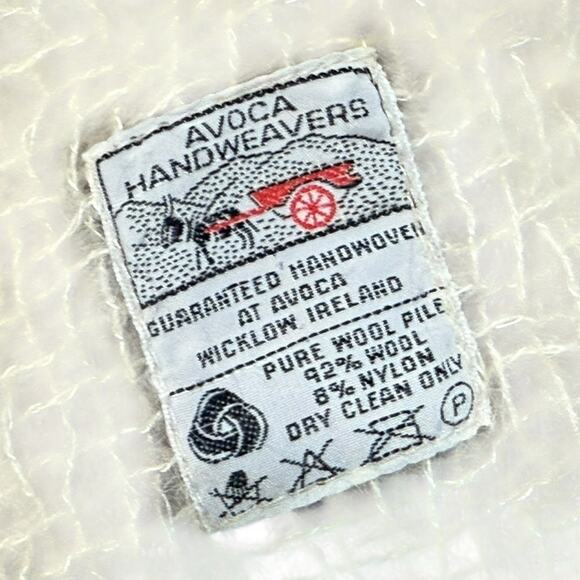 AVOCA
HANDWEAVERS
GUARANTEED HANDWOVEN
AT AVOCA
WICKLOW IRELAND
PURE WOOL PILE
92% WOOL
8% NYLON
DRY CLEAN ONLY
P